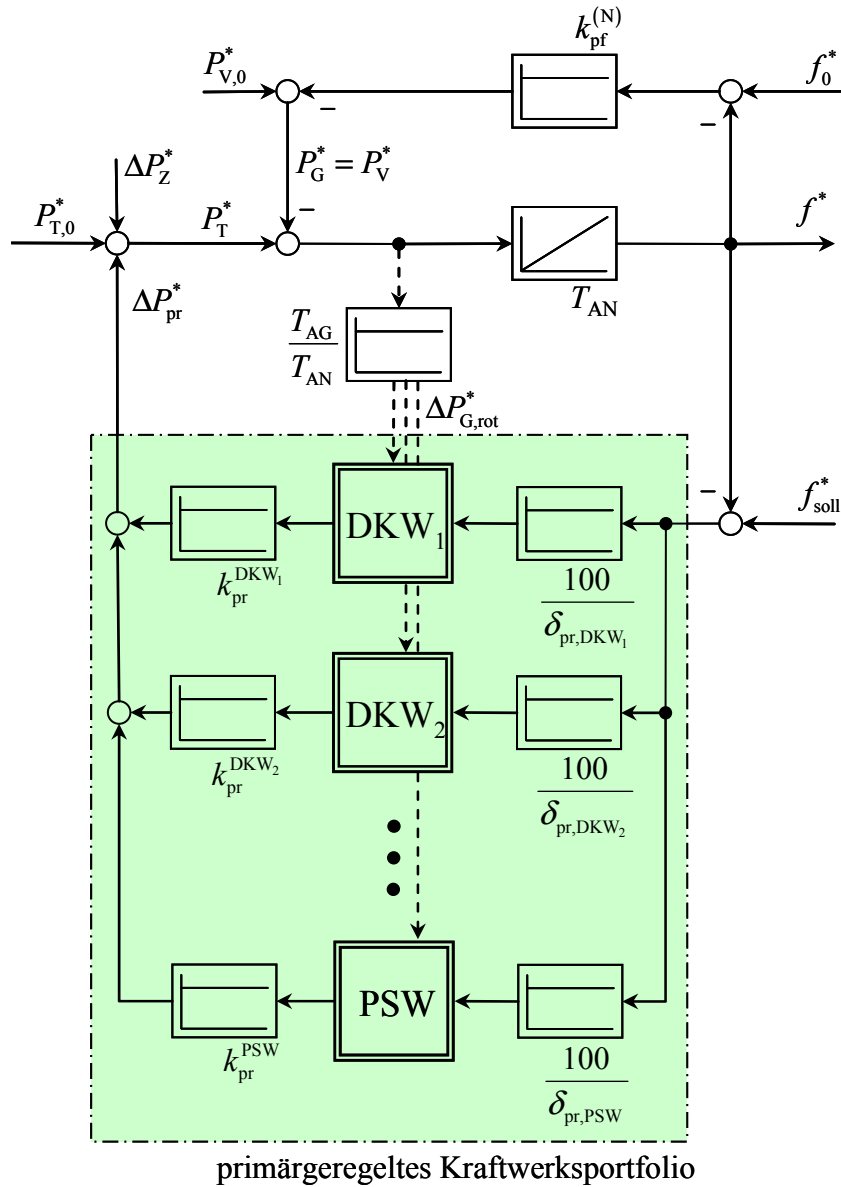 k_pf^(N)
P*_V,0
f*_0
−
−
ΔP*_Z
P*_G = P*_V
P*_T,0
P*_T
−
f*
T_AN
ΔP*_pr
T_AG
T_AN
ΔP*_G,rot
−
f*_soll
DKW_1
k_pr^DKW_1
100
δ_pr,DKW_1
DKW_2
k_pr^DKW_2
100
δ_pr,DKW_2
PSW
k_pr^PSW
100
δ_pr,PSW
primärgeregeltes Kraftwerksportfolio